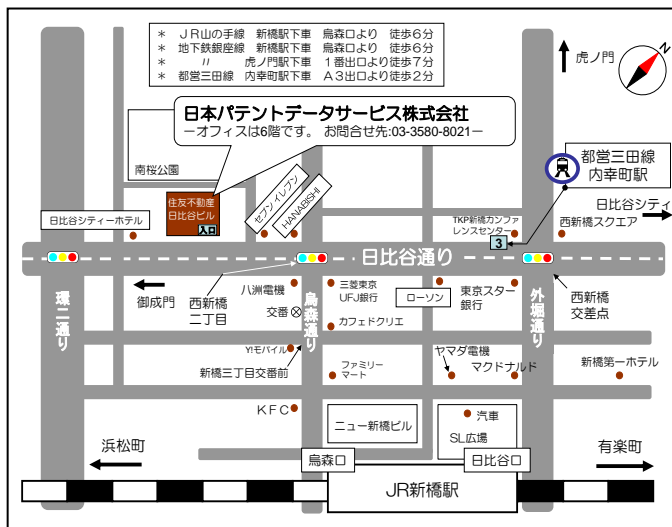 ＊　ＪＲ山の手線　新橋駅下車　烏森口より　徒歩６分
＊　地下鉄銀座線　新橋駅下車　烏森口より　徒歩６分
＊　〃　虎ノ門駅下車　１番出口より徒歩７分
＊　都営三田線　内幸町駅下車　Ａ３出口より徒歩２分
虎ノ門
N
日本パテントデータサービス株式会社
－オフィスは6階です。　お問合せ先:03-3580-8021－
都営三田線
内幸町駅
南桜公園
住友不動産
日比谷ビル
入口
セブンイレブン
HANABISHI
日比谷シティーホテル
TKP新橋カンファ
レンスセンター
3
日比谷シティ
西新橋スクエア
日比谷通り
御成門
西新橋
二丁目
八洲電機
三菱東京
UFJ銀行
ローソン
東京スター
銀行
西新橋
交差点
環二通り
烏森通り
外堀通り
交番
カフェドクリエ
Y!モバイル
新橋三丁目交番前
ファミリー
マート
ヤマダ電機
マクドナルド
新橋第一ホテル
ＫＦＣ
ニュー新橋ビル
汽車
SL広場
浜松町
烏森口
日比谷口
有楽町
JR新橋駅